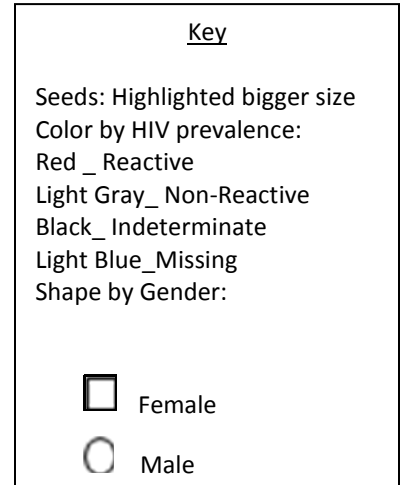 Key
Seeds: Highlighted bigger size
Color by HIV prevalence:
Red _ Reactive
Light Gray_ Non-Reactive
Black_ Indeterminate
Light Blue_Missing
Shape by Gender:
Female
Male